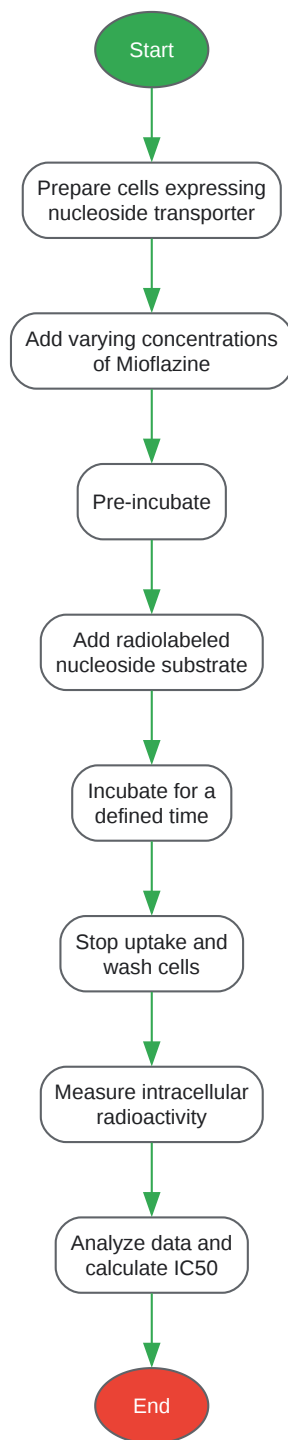 Start
Prepare cells expressing
nucleoside transporter
Add varying concentrations
of Mioflazine
Pre-incubate
Add radiolabeled
nucleoside substrate
Incubate for a
defined time
Stop uptake and
wash cells
Measure intracellular
radioactivity
Analyze data and
calculate IC50
End